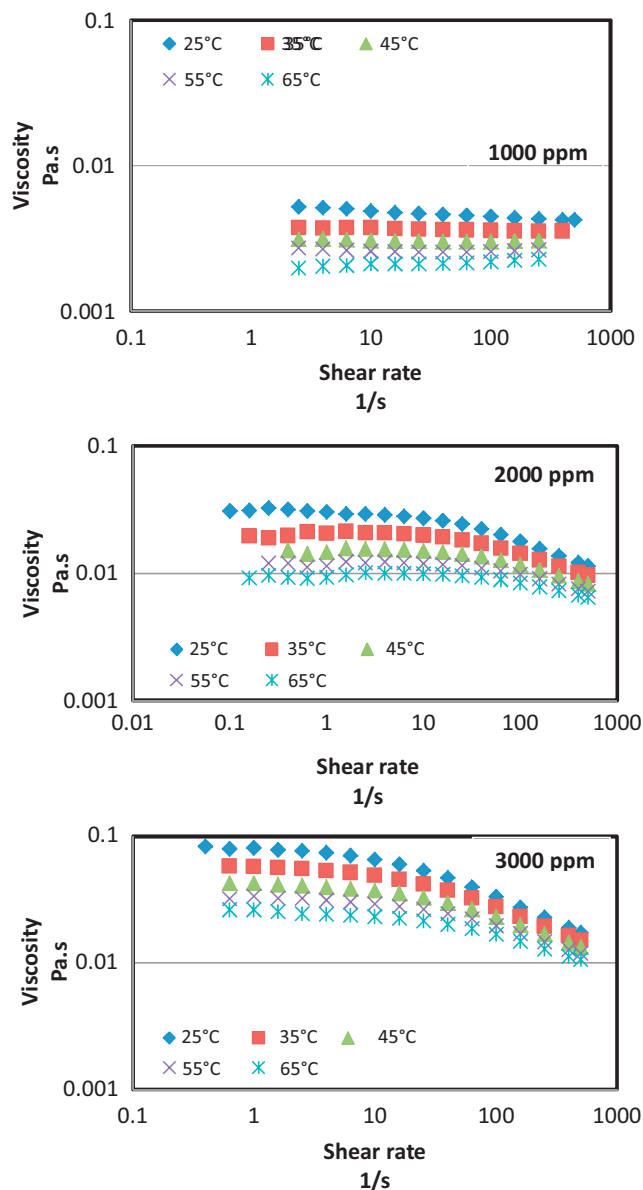 0.1
25°C 35°C 45°C
55°C 65°C
Viscosity
Pa.s
0.01
1000 ppm
0.001
0.1 1 10 100 1000
Shear rate
1/s
0.1
2000 ppm
Viscosity
Pa.s
0.01
25°C 35°C 45°C
55°C 65°C
0.001
0.01 0.1 1 10 100 1000
Shear rate
1/s
0.1
3000 ppm
Viscosity
Pa.s
0.01
25°C 35°C 45°C
55°C 65°C
0.001
0.1 1 10 100 1000
Shear rate
1/s